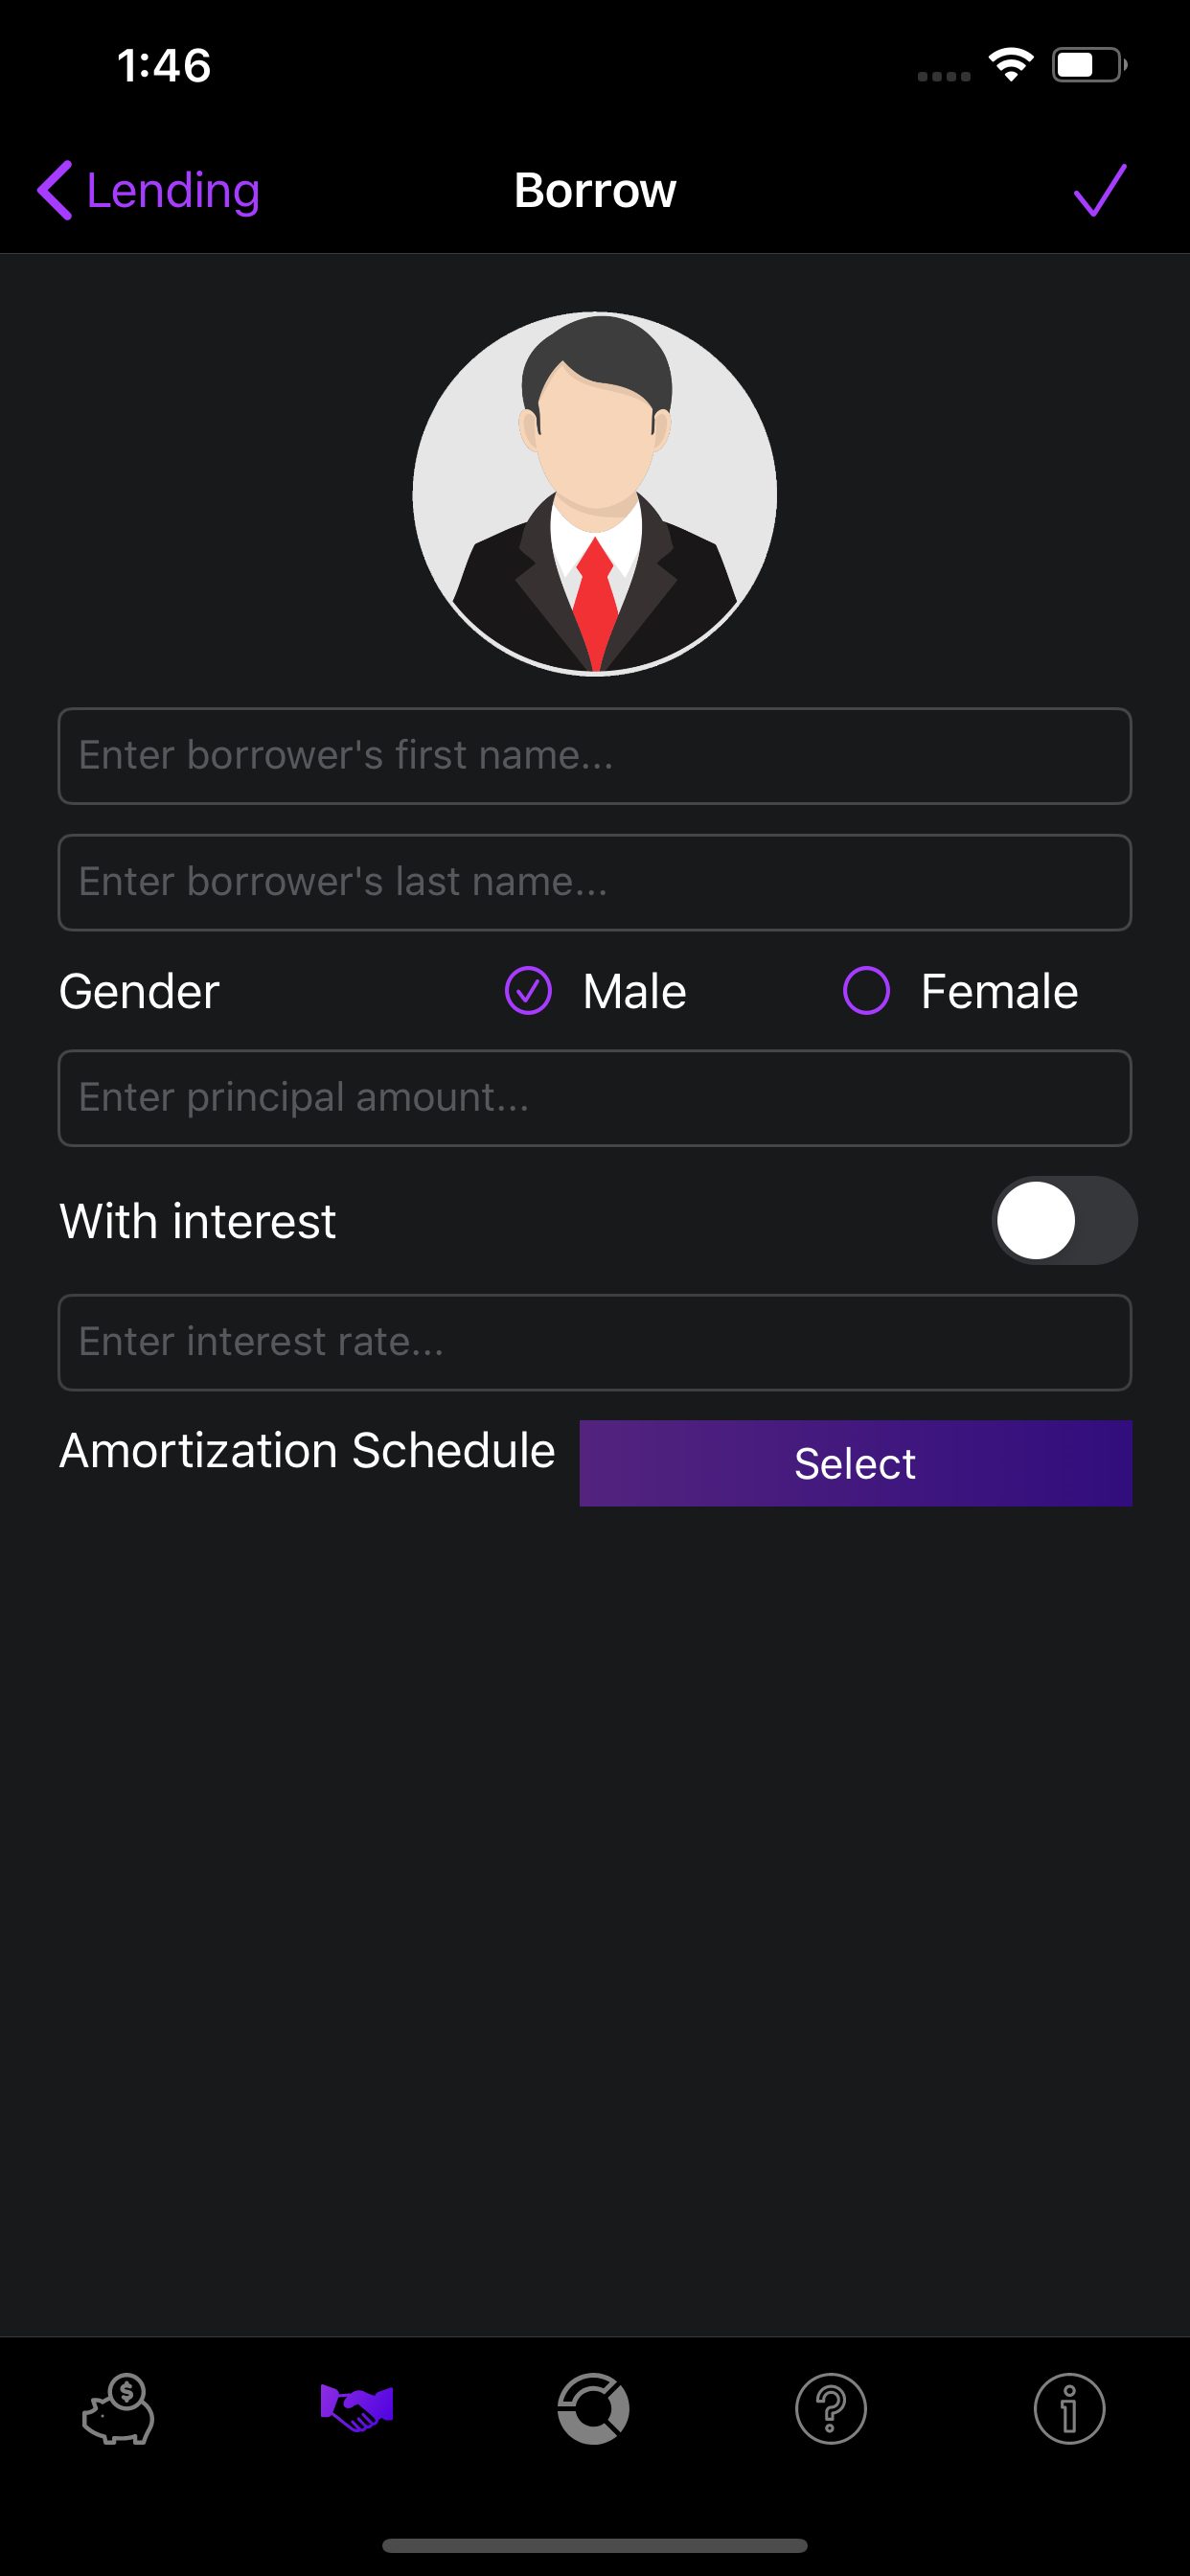 1:46
Lending
Borrow
Enter borrower's first name...
Enter borrower's last name...
Gender
Male
Female
Enter principal amount...
With interest
Enter interest rate...
Amortization Schedule
Select
$
?
i